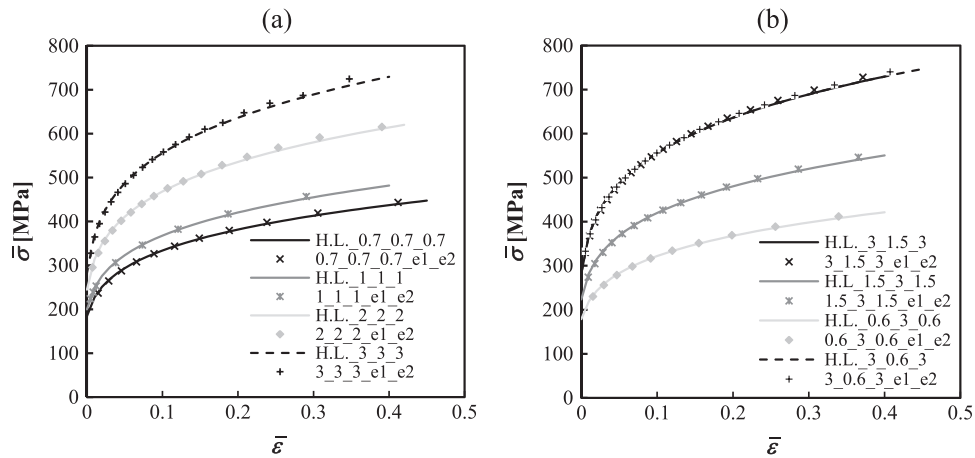 (a)
800
700
600
500
400
300
200
100
0
σ̄ [MPa]
0 0.1 0.2 0.3 0.4 0.5
ε̄
H.L._0.7_0.7_0.7
0.7_0.7_0.7_e1_e2
H.L._1_1_1
1_1_1_e1_e2
H.L._2_2_2
2_2_2_e1_e2
H.L._3_3_3
3_3_3_e1_e2
(b)
800
700
600
500
400
300
200
100
0
σ̄ [MPa]
0 0.1 0.2 0.3 0.4 0.5
ε̄
H.L._3_1.5_3
3_1.5_3_e1_e2
H.L_1.5_3_1.5
1.5_3_1.5_e1_e2
H.L._0.6_3_0.6
0.6_3_0.6_e1_e2
H.L._3_0.6_3
3_0.6_3_e1_e2